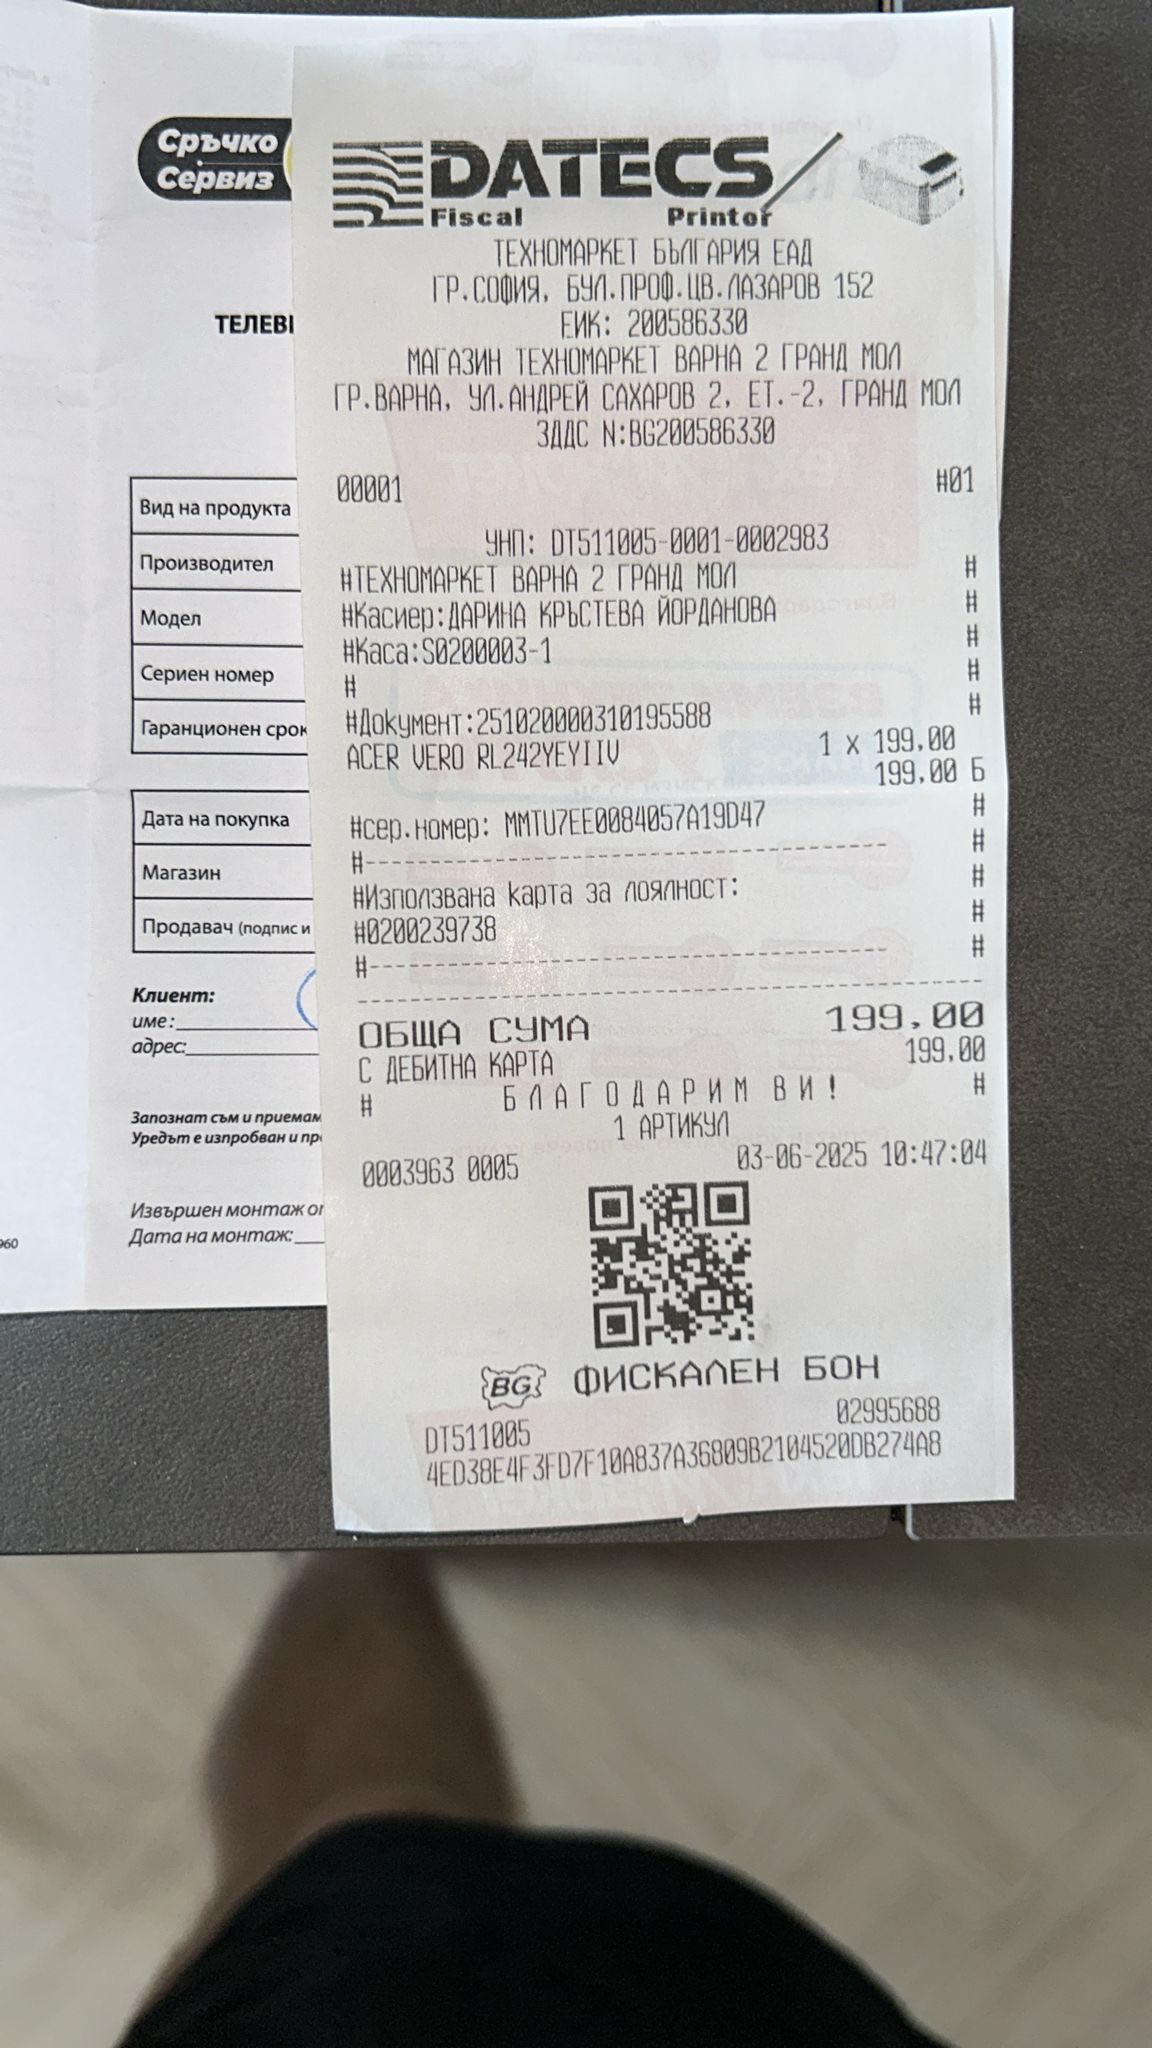 Сръчко
Сервиз
ТЕЛЕВИ
Вид на продукта
Производител
Модел
Сериен номер
Гаранционен срок
Дата на покупка
Магазин
Продавач (подпис и
Клиент:
име:
адрес:
Запознат съм и приемам
Уредът е изпробван и пр
Извършен монтаж от
Дата на монтаж:
960
DATECS
Fiscal Printer
ТЕХНОМАРКЕТ БЪЛГАРИЯ ЕАД
ГР.СОФИЯ, БУЛ.ПРОФ.ЦВ.ЛАЗАРОВ 152
ЕИК: 200586330
МАГАЗИН ТЕХНОМАРКЕТ ВАРНА 2 ГРАНД МОЛ
ГР.ВАРНА, УЛ.АНДРЕЙ САХАРОВ 2, ЕТ.-2, ГРАНД МОЛ
ЗДДС N:BG200586330
00001 #01
УНП: DT511005-0001-0002983
#ТЕХНОМАРКЕТ ВАРНА 2 ГРАНД МОЛ #
#Касиер:ДАРИНА КРЪСТЕВА ЙОРДАНОВА #
#Каса:S0200003-1 #
# #
#Документ:251020000310195588 #
ACER VERO RL242YEYIIV 1 x 199.00
199.00 Б
#сер.номер: MMTU7EE0084057A19D47 #
#------------------------------------ #
#Използвана карта за лоялност: #
#0200239738 #
#------------------------------------ #
ОБЩА СУМА 199.00
С ДЕБИТНА КАРТА 199.00
# БЛАГОДАРИМ ВИ! #
1 АРТИКУЛ
0003963 0005 03-06-2025 10:47:04
BG ФИСКАЛЕН БОН
DT511005 02995688
4ED38E4F3FD7F10A837A36809B2104520DB274A8